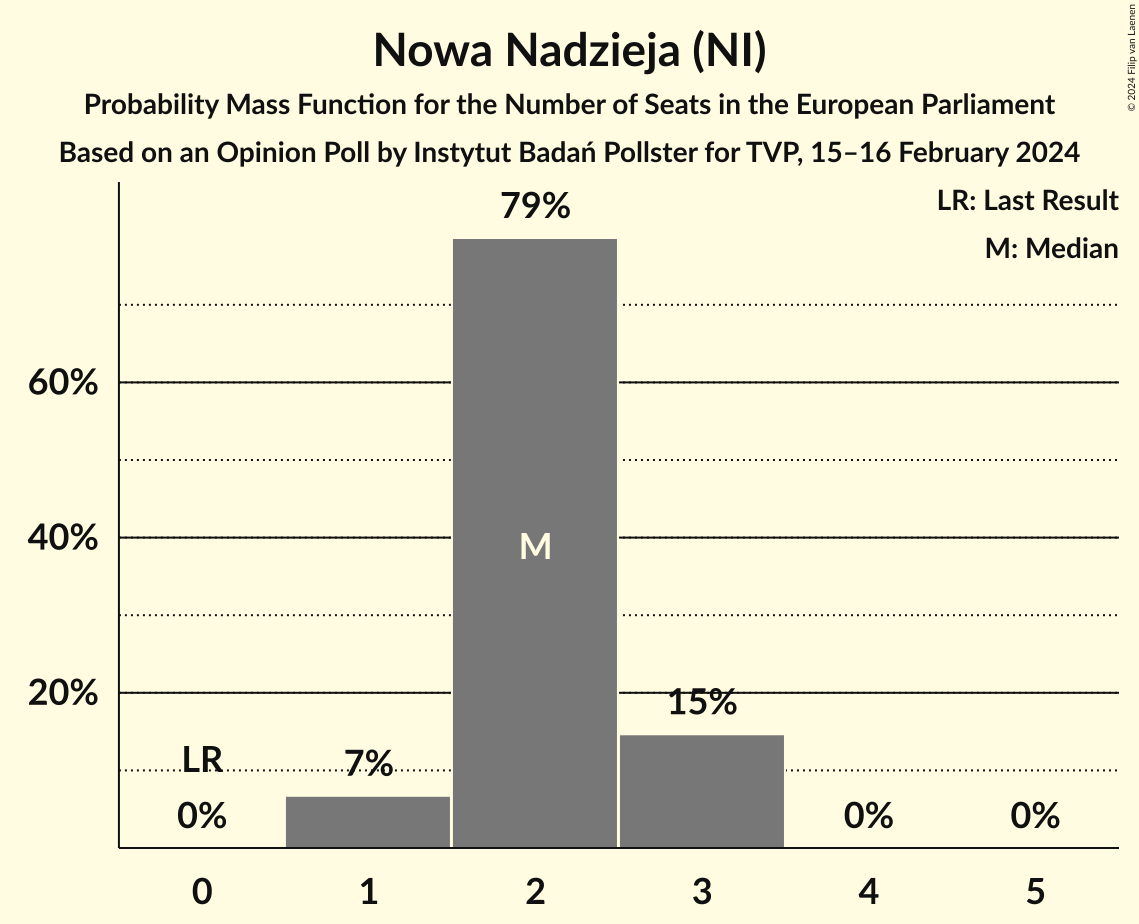 Nowa Nadzieja (NI)
Probability Mass Function for the Number of Seats in the European Parliament
Based on an Opinion Poll by Instytut Badań Pollster for TVP, 15–16 February 2024
© 2024 Filip van Laenen
LR: Last Result
M: Median
79%
60%
40%
20%
M
15%
LR
7%
0%
0%
0%
0 1 2 3 4 5